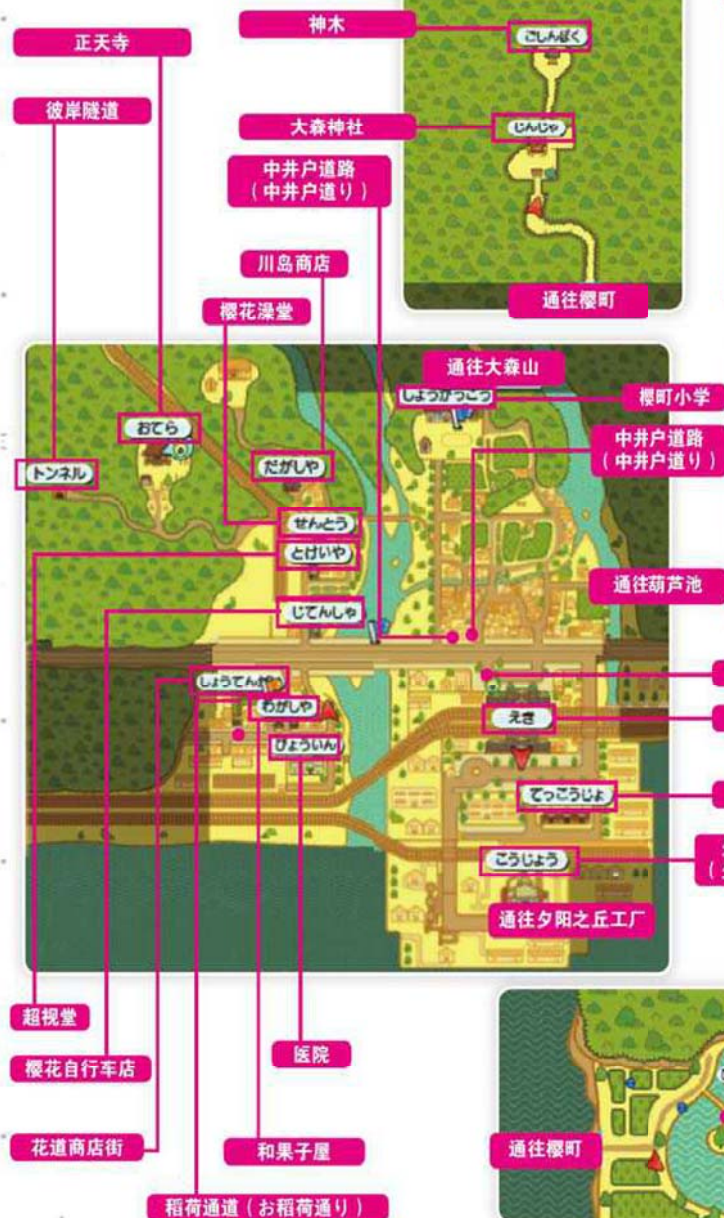 正天寺
神木
ごしんぼく
彼岸隧道
大森神社
じんじゃ
中井户道路
(中井户道り)
川岛商店
樱花澡堂
通往樱町
通往大森山
しょうがっこう
樱町小学
おてら
中井户道路
(中井户道り)
トンネル
だがしや
せんとう
とけいや
通往葫芦池
じてんしゃ
しょうてん
わがしや
えき
びょういん
てっこうじょ
こうじょう
通往夕阳之丘工厂
超视堂
樱花自行车店
医院
花道商店街
和果子屋
通往樱町
稻荷通道(お稻荷通り)